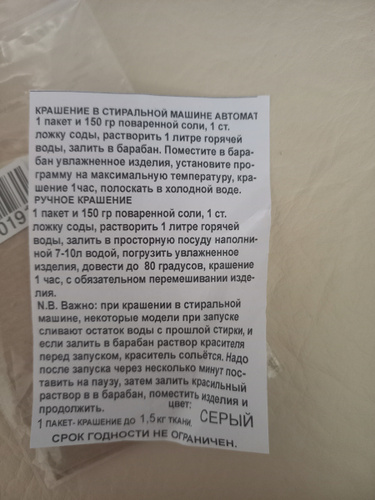 КРАШЕНИЕ В СТИРАЛЬНОЙ МАШИНЕ АВТОМАТ
1 пакет и 150 гр поваренной соли, 1 ст.
ложку соды, растворить 1 литре горячей
воды, залить в барабан. Поместите в бара-
бан увлажненное изделия, установите про-
грамму на максимальную температуру, кра-
шение 1час, полоскать в холодной воде.
РУЧНОЕ КРАШЕНИЕ
1 пакет и 150 гр поваренной соли, 1 ст.
ложку соды, растворить 1 литре горячей
воды, залить в просторную посуду наполни-
ной 7-10л водой, погрузить увлажненное
изделия, довести до 80 градусов, крашение
1 час, с обязательном перемешивании изде-
лия.
N.B. Важно: при крашении в стиральной
машине, некоторые модели при запуске
сливают остаток воды с прошлой стирки, и
если залить в барабан раствор красителя
перед запуском, краситель сольётся. Надо
после запуска через несколько минут пос-
тавить на паузу, затем залить красильный
раствор в в барабан, поместить изделия и
продолжить.
цвет:
1 ПАКЕТ- КРАШЕНИЕ ДО 1,5 КГ ТКАНИ. СЕРЫЙ
СРОК ГОДНОСТИ НЕ ОГРАНИЧЕН.